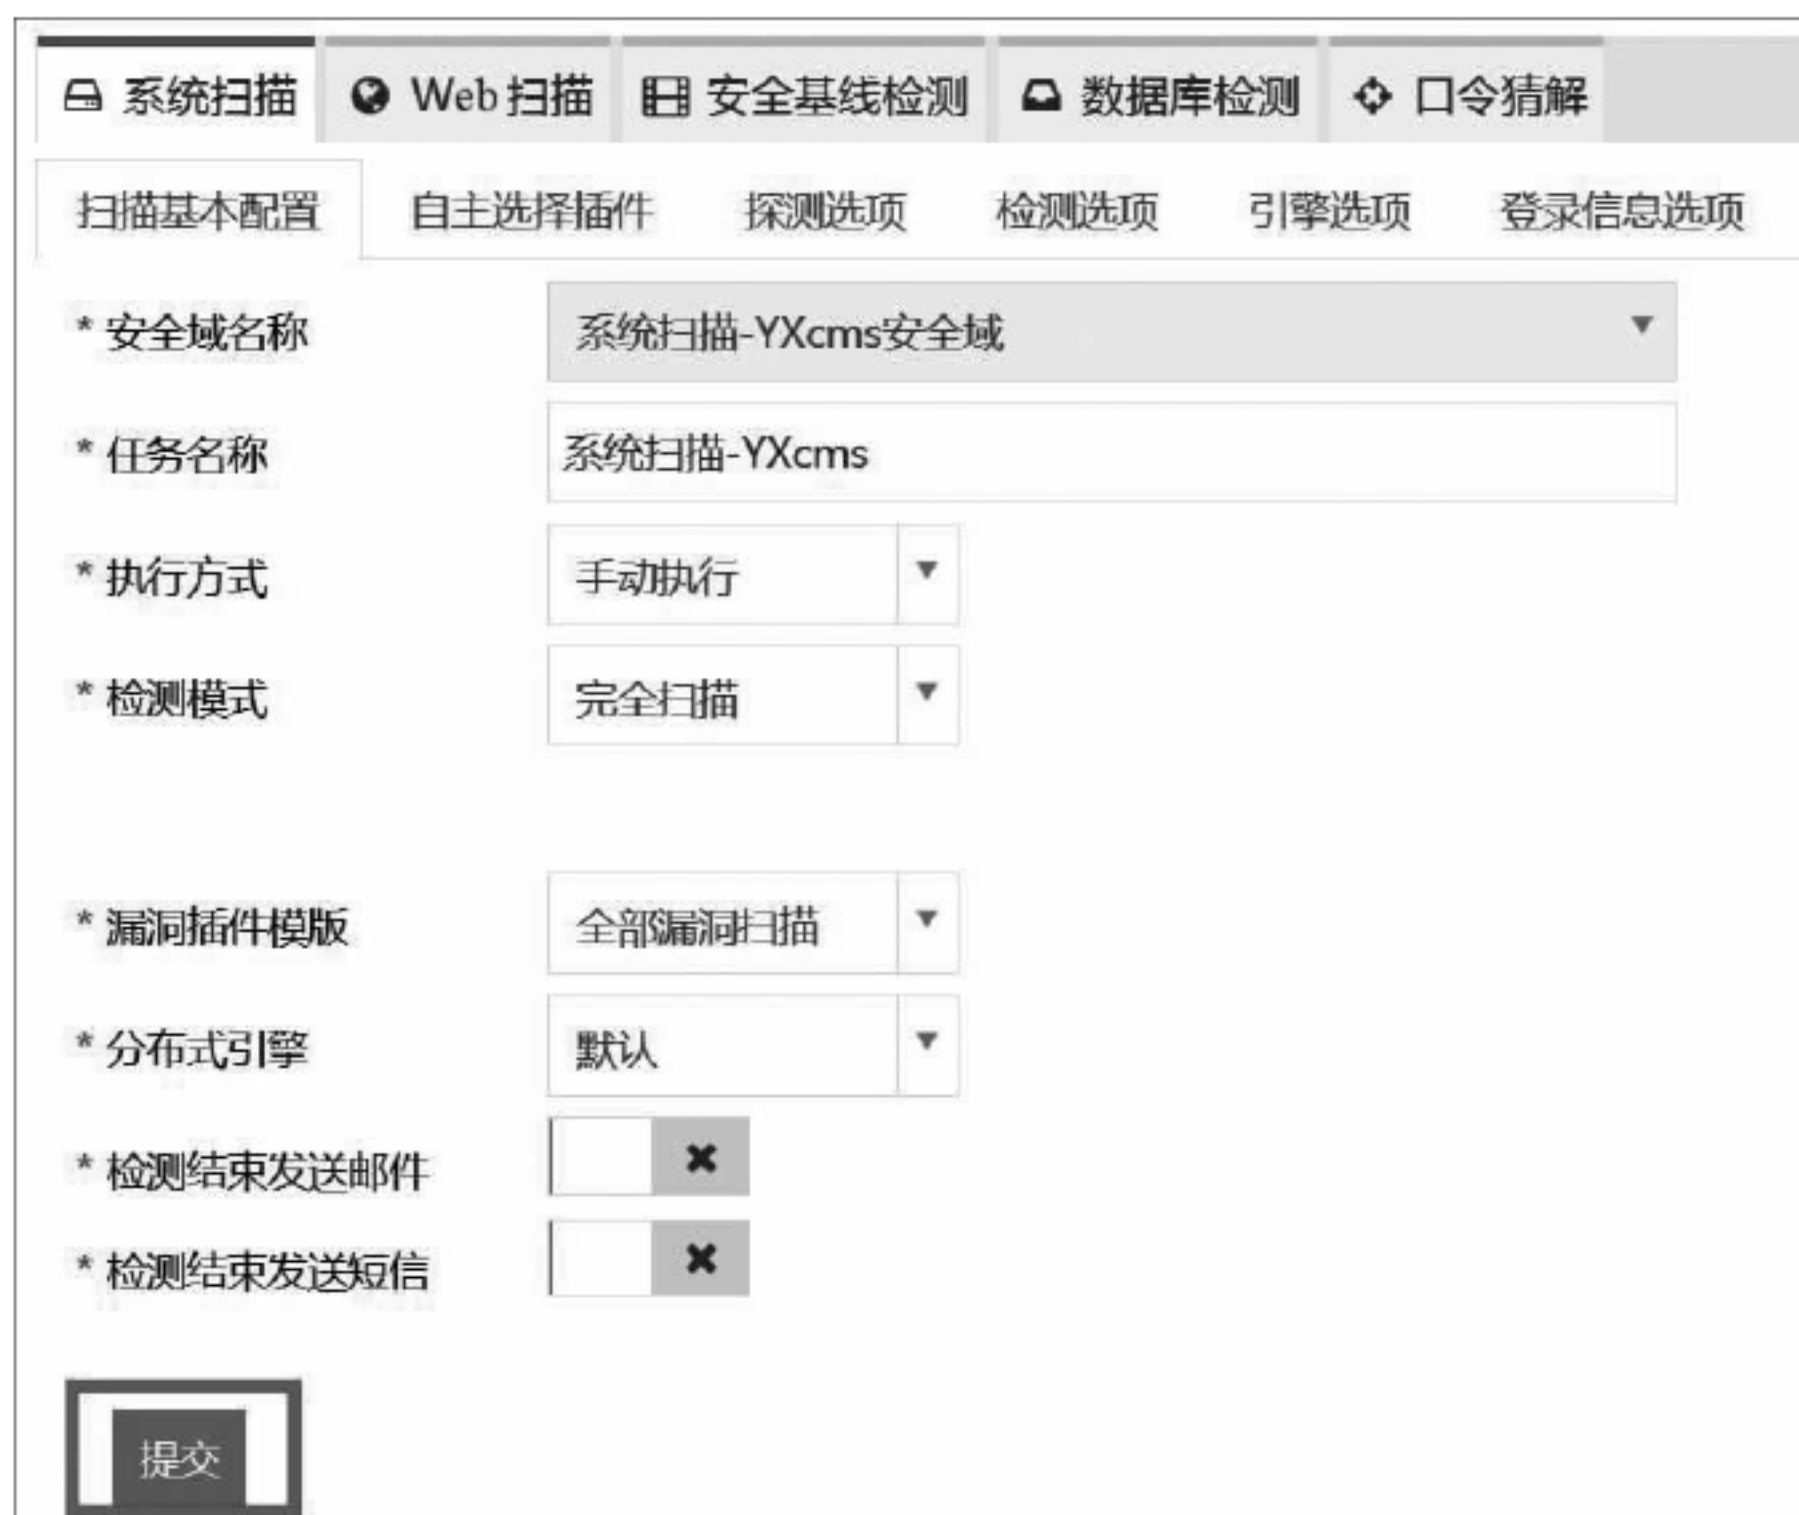 系统扫描 Web 扫描 安全基线检测 数据库检测 口令猜解
扫描基本配置 自主选择插件 探测选项 检测选项 引擎选项 登录信息选项
* 安全域名称 系统扫描-YXcms安全域
* 任务名称 系统扫描-YXcms
* 执行方式 手动执行
* 检测模式 完全扫描
* 漏洞插件模版 全部漏洞扫描
* 分布式引擎 默认
* 检测结束发送邮件
* 检测结束发送短信
提交